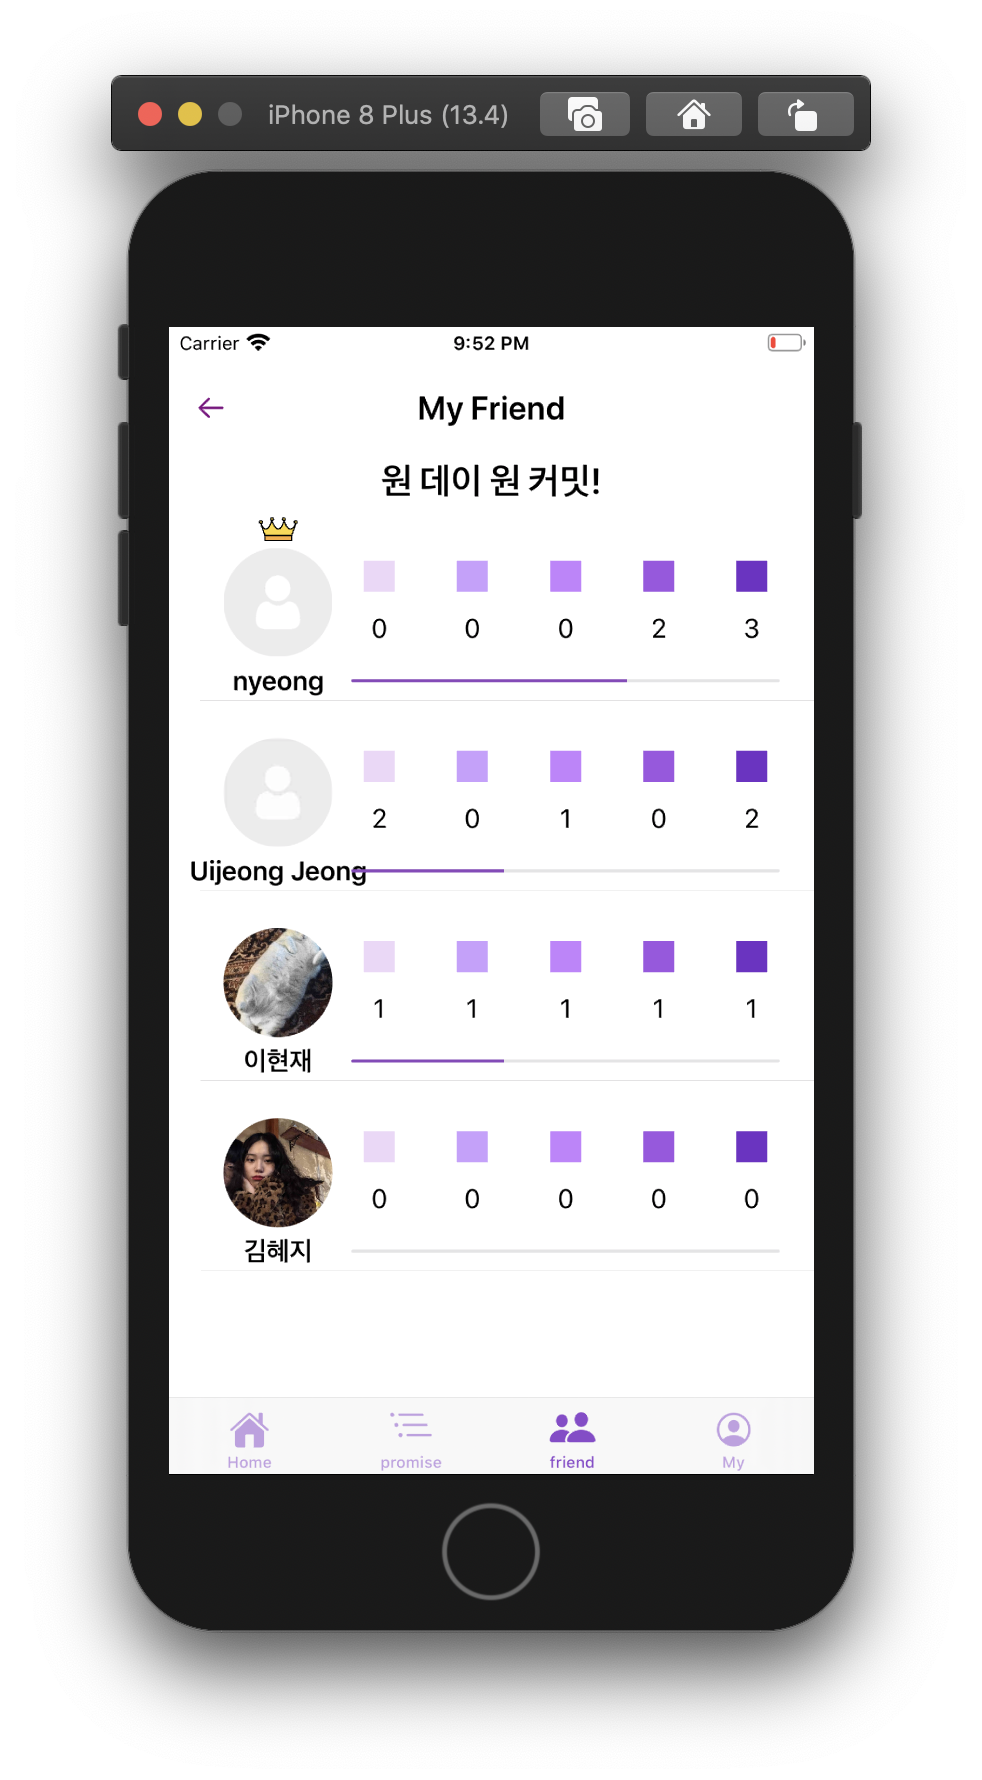 iPhone 8 Plus (13.4)
Carrier 9:52 PM
My Friend
원 데이 원 커밋!
0 0 0 2 3
nyeong
2 0 1 0 2
Uijeong Jeong
1 1 1 1 1
이현재
0 0 0 0 0
김혜지
Home promise friend My